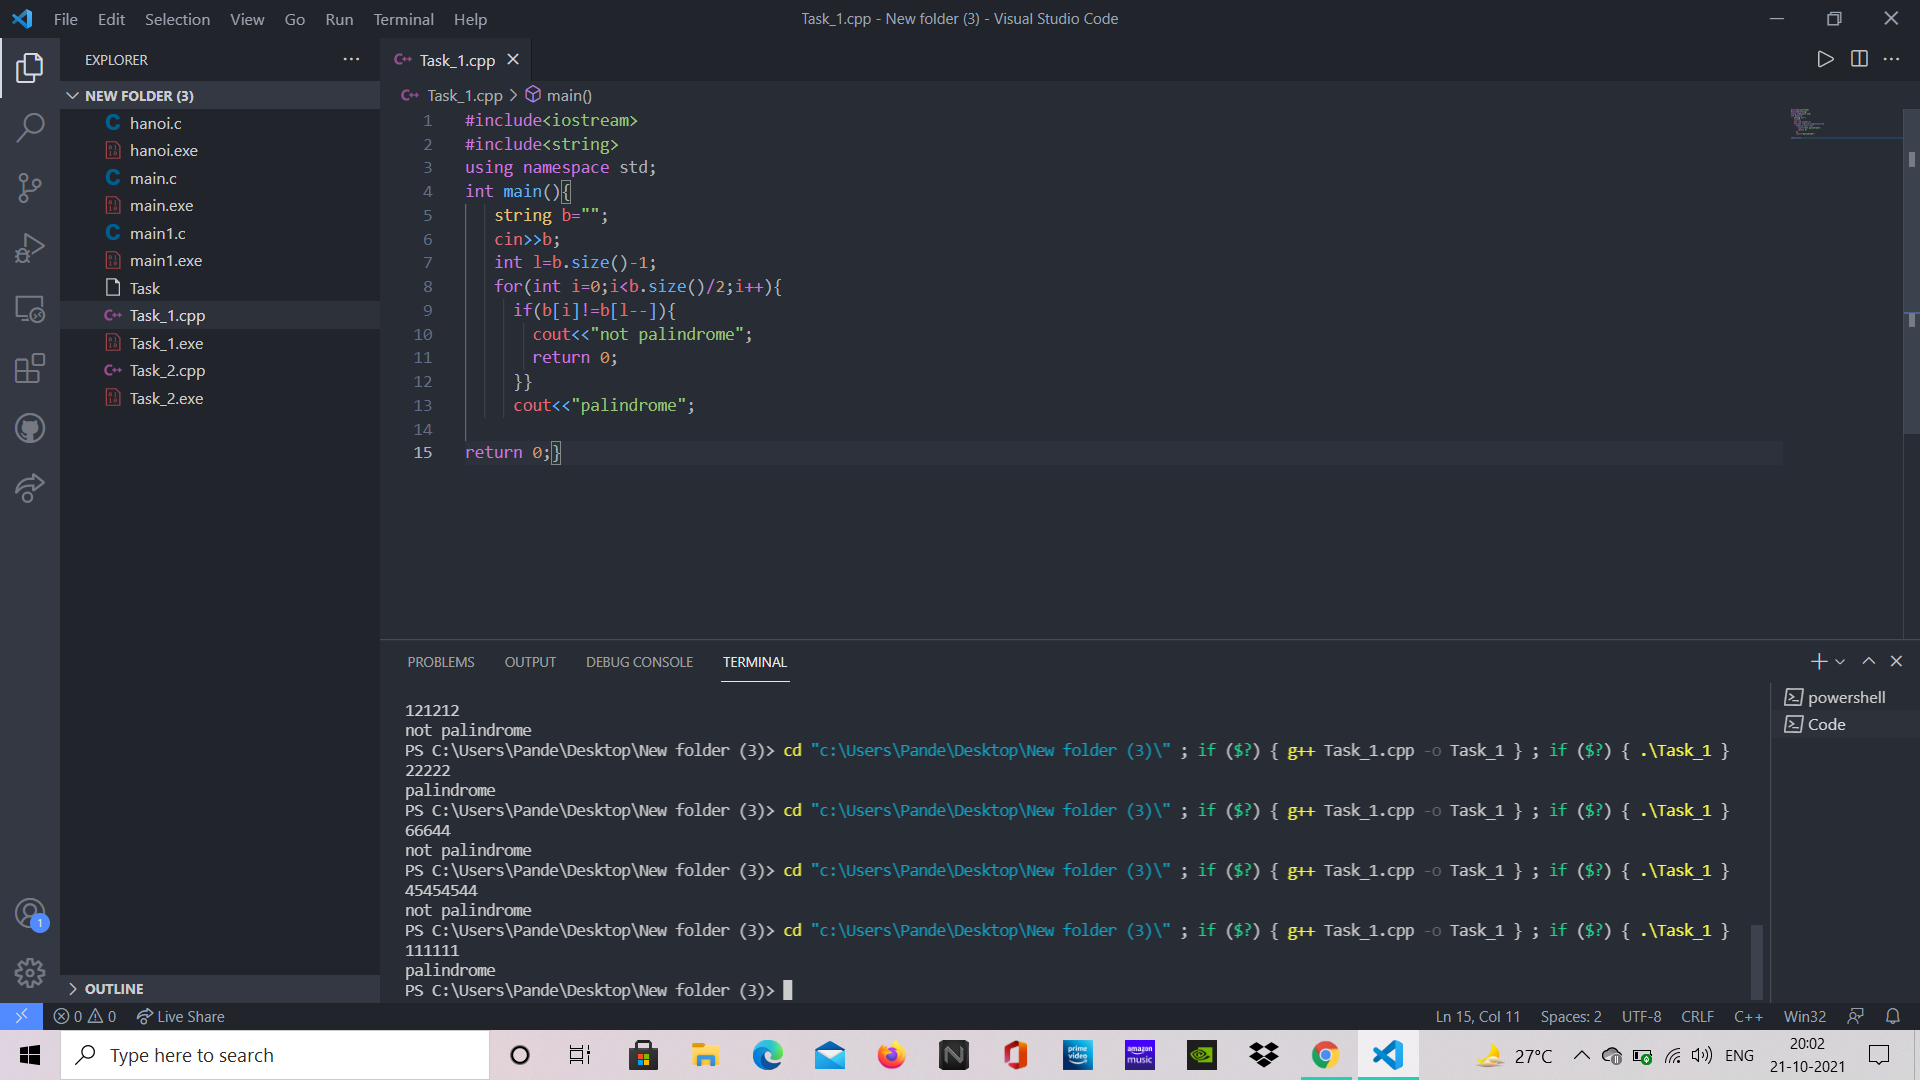 File Edit Selection View Go Run Terminal Help
Task_1.cpp - New folder (3) - Visual Studio Code
EXPLORER
NEW FOLDER (3)
hanoi.c
hanoi.exe
main.c
main.exe
main1.c
main1.exe
Task
Task_1.cpp
Task_1.exe
Task_2.cpp
Task_2.exe
OUTLINE
Task_1.cpp
Task_1.cpp > main()
1 #include<iostream>
2 #include<string>
3 using namespace std;
4 int main(){
5 string b="";
6 cin>>b;
7 int l=b.size()-1;
8 for(int i=0;i<b.size()/2;i++){
9 if(b[i]!=b[l--]){
10 cout<<"not palindrome";
11 return 0;
12 }}
13 cout<<"palindrome";
14
15 return 0;}
PROBLEMS OUTPUT DEBUG CONSOLE TERMINAL
121212
not palindrome
PS C:\Users\Pande\Desktop\New folder (3)> cd "c:\Users\Pande\Desktop\New folder (3)\" ; if ($?) { g++ Task_1.cpp -o Task_1 } ; if ($?) { .\Task_1 }
22222
palindrome
PS C:\Users\Pande\Desktop\New folder (3)> cd "c:\Users\Pande\Desktop\New folder (3)\" ; if ($?) { g++ Task_1.cpp -o Task_1 } ; if ($?) { .\Task_1 }
66644
not palindrome
PS C:\Users\Pande\Desktop\New folder (3)> cd "c:\Users\Pande\Desktop\New folder (3)\" ; if ($?) { g++ Task_1.cpp -o Task_1 } ; if ($?) { .\Task_1 }
45454544
not palindrome
PS C:\Users\Pande\Desktop\New folder (3)> cd "c:\Users\Pande\Desktop\New folder (3)\" ; if ($?) { g++ Task_1.cpp -o Task_1 } ; if ($?) { .\Task_1 }
111111
palindrome
PS C:\Users\Pande\Desktop\New folder (3)>
powershell
Code
1
0 0 Live Share
Ln 15, Col 11 Spaces: 2 UTF-8 CRLF C++ Win32
Type here to search
prime video
amazon music
27°C
ENG
20:02
21-10-2021